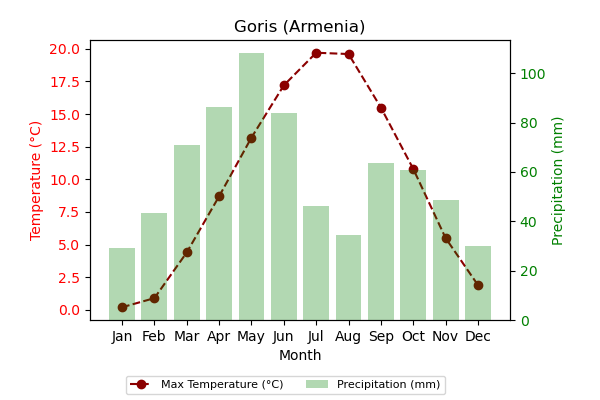 Goris (Armenia)
20.0
17.5
15.0
12.5
10.0
7.5
5.0
2.5
0.0
Temperature (°C)
100
80
60
40
20
0
Precipitation (mm)
Jan Feb Mar Apr May Jun Jul Aug Sep Oct Nov Dec
Month
Max Temperature (°C) Precipitation (mm)